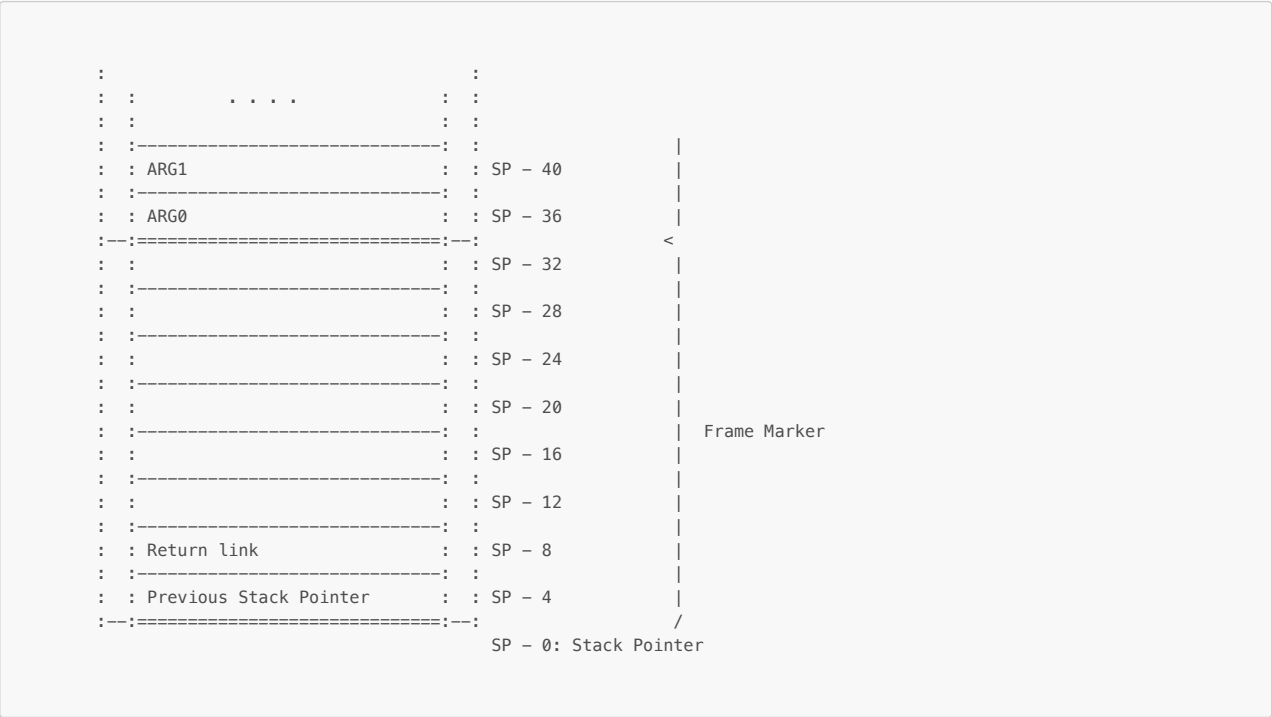 :                                     :
:  :         . . . .              :  :
:  :                              :  :
:  :------------------------------:  :                   |
:  : ARG1                         :  : SP - 40           |
:  :------------------------------:  :                   |
:  : ARG0                         :  : SP - 36           |
:--:==============================:--:                  <
:  :                              :  : SP - 32           |
:  :------------------------------:  :                   |
:  :                              :  : SP - 28           |
:  :------------------------------:  :                   |
:  :                              :  : SP - 24           |
:  :------------------------------:  :                   |
:  :                              :  : SP - 20           |
:  :------------------------------:  :                   |  Frame Marker
:  :                              :  : SP - 16           |
:  :------------------------------:  :                   |
:  :                              :  : SP - 12           |
:  :------------------------------:  :                   |
:  : Return link                  :  : SP - 8            |
:  :------------------------------:  :                   |
:  : Previous Stack Pointer       :  : SP - 4            |
:--:==============================:--:                   /
                                      SP - 0: Stack Pointer